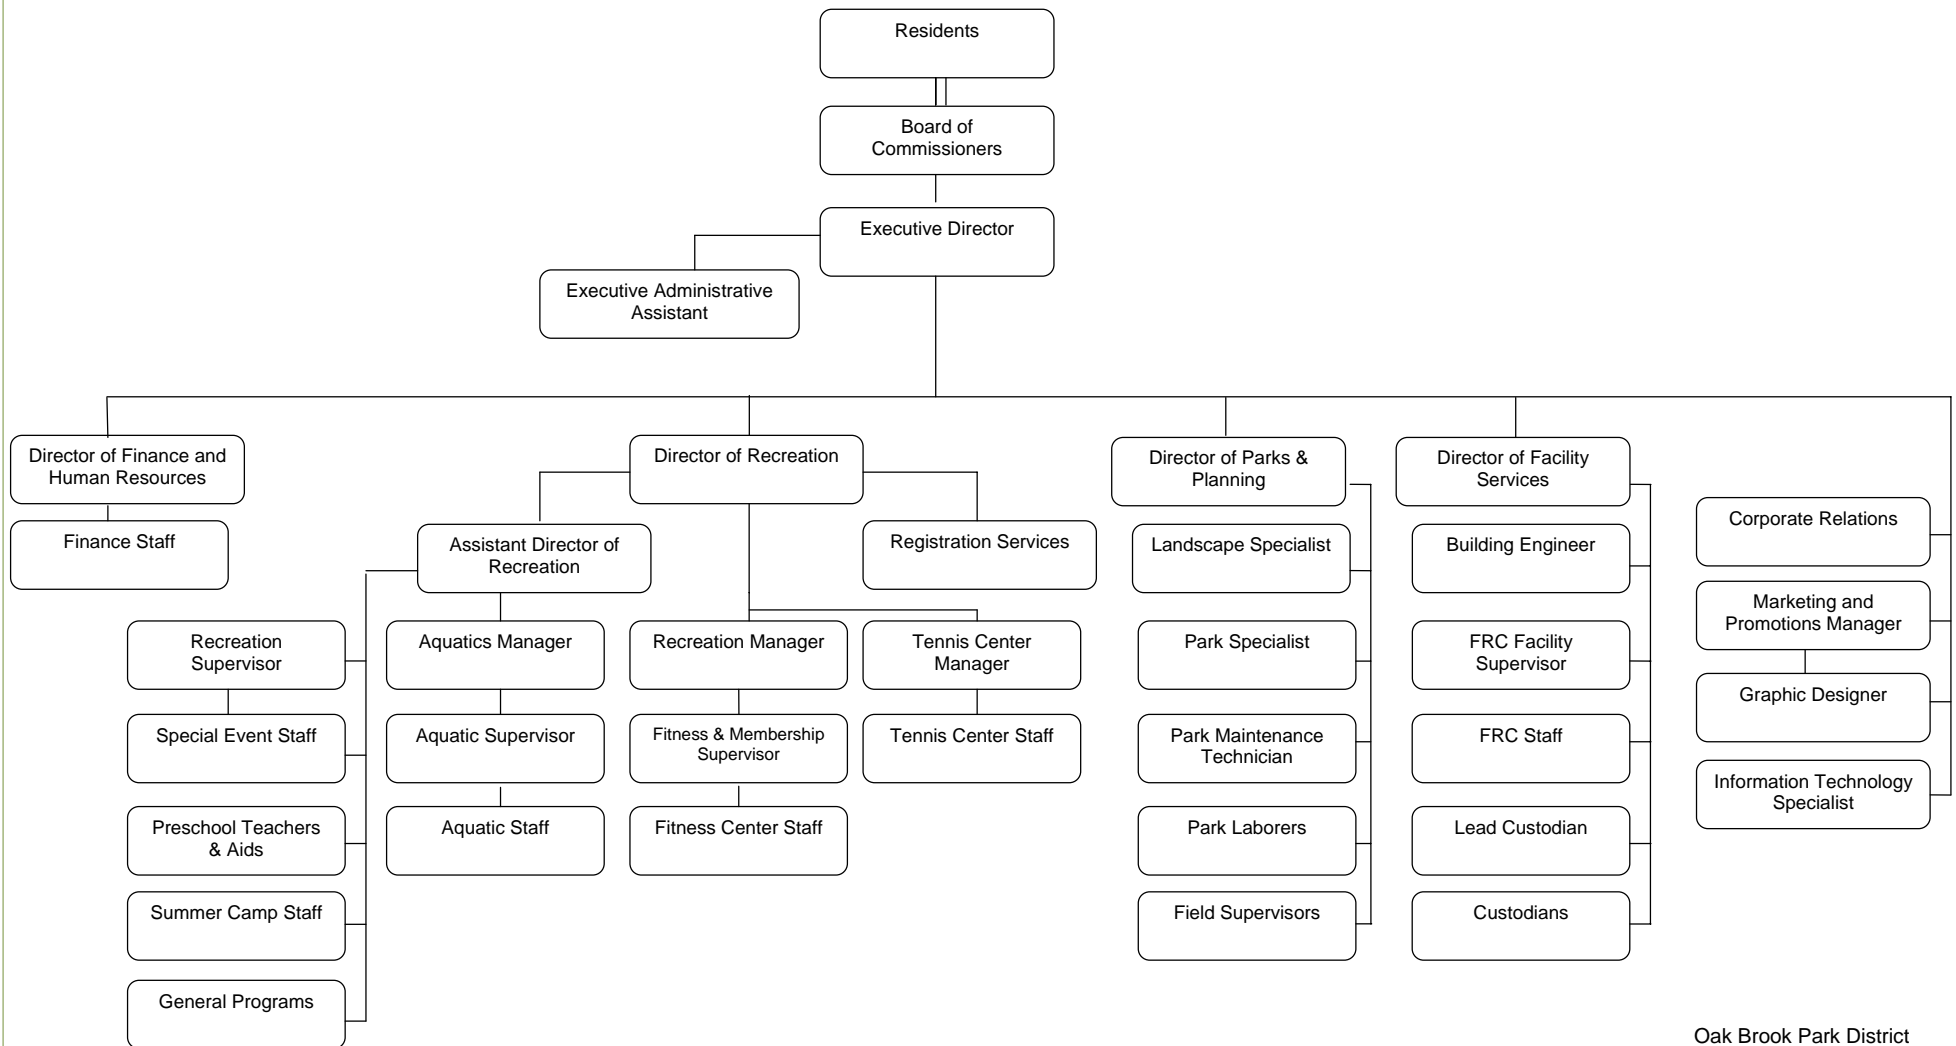 Residents
Board of
Commissioners
Executive Director
Executive Administrative
Assistant
Director of Finance and
Human Resources
Finance Staff
Director of Recreation
Assistant Director of
Recreation
Registration Services
Recreation
Supervisor
Special Event Staff
Preschool Teachers
& Aids
Summer Camp Staff
General Programs
Aquatics Manager
Aquatic Supervisor
Aquatic Staff
Recreation Manager
Fitness & Membership
Supervisor
Fitness Center Staff
Tennis Center
Manager
Tennis Center Staff
Director of Parks &
Planning
Landscape Specialist
Park Specialist
Park Maintenance
Technician
Park Laborers
Field Supervisors
Director of Facility
Services
Building Engineer
FRC Facility
Supervisor
FRC Staff
Lead Custodian
Custodians
Corporate Relations
Marketing and
Promotions Manager
Graphic Designer
Information Technology
Specialist
Oak Brook Park District